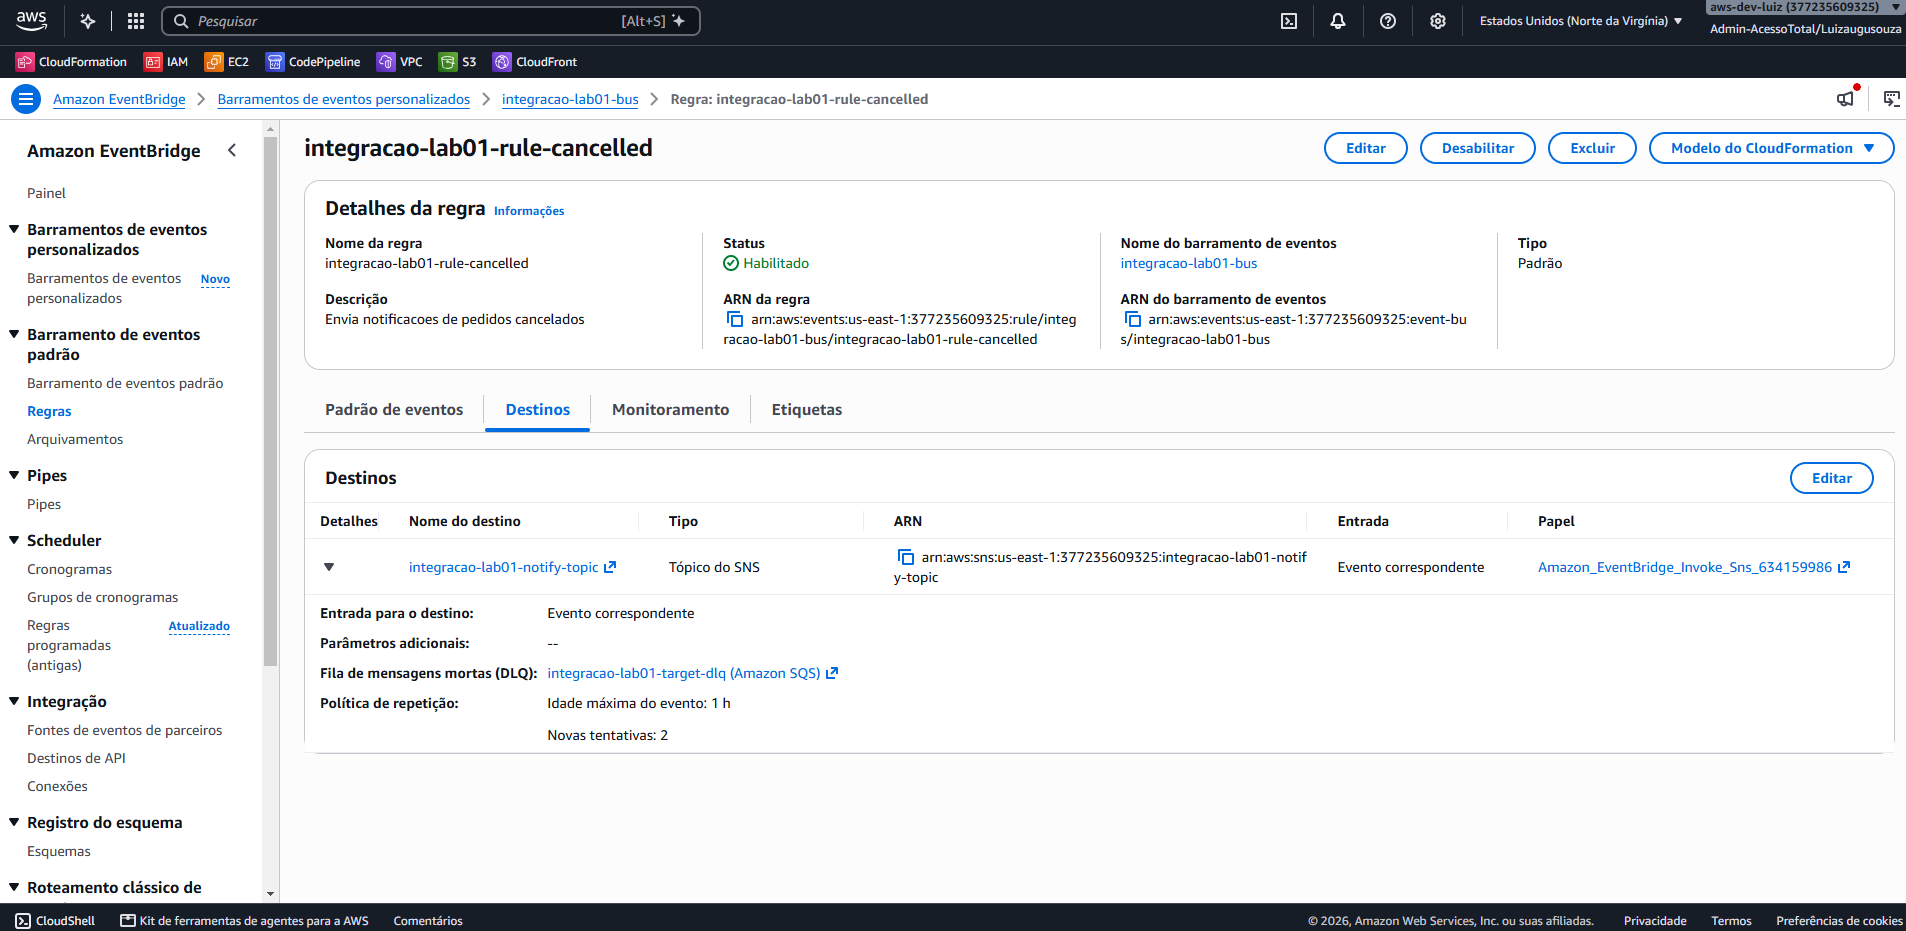 aws
Pesquisar
[Alt+S]
Estados Unidos (Norte da Virgínia)
aws-dev-luiz (377235609325)
Admin-AcessoTotal/Luizaugusouza
CloudFormation
IAM
EC2
CodePipeline
VPC
S3
CloudFront
Amazon EventBridge
Barramentos de eventos personalizados
integracao-lab01-bus
Regra: integracao-lab01-rule-cancelled
Amazon EventBridge
Painel
Barramentos de eventos
personalizados
Barramentos de eventos
personalizados
Novo
Barramento de eventos
padrão
Barramento de eventos padrão
Regras
Arquivamentos
Pipes
Pipes
Scheduler
Cronogramas
Grupos de cronogramas
Regras
programadas
(antigas)
Atualizado
Integração
Fontes de eventos de parceiros
Destinos de API
Conexões
Registro do esquema
Esquemas
Roteamento clássico de
integracao-lab01-rule-cancelled
Editar
Desabilitar
Excluir
Modelo do CloudFormation
Detalhes da regra
Informações
Nome da regra
integracao-lab01-rule-cancelled
Descrição
Envia notificacoes de pedidos cancelados
Status
Habilitado
ARN da regra
arn:aws:events:us-east-1:377235609325:rule/integ
racao-lab01-bus/integracao-lab01-rule-cancelled
Nome do barramento de eventos
integracao-lab01-bus
ARN do barramento de eventos
arn:aws:events:us-east-1:377235609325:event-bu
s/integracao-lab01-bus
Tipo
Padrão
Padrão de eventos
Destinos
Monitoramento
Etiquetas
Destinos
Editar
Detalhes
Nome do destino
Tipo
ARN
Entrada
Papel
integracao-lab01-notify-topic
Tópico do SNS
arn:aws:sns:us-east-1:377235609325:integracao-lab01-notif
y-topic
Evento correspondente
Amazon_EventBridge_Invoke_Sns_634159986
Entrada para o destino:
Evento correspondente
Parâmetros adicionais:
--
Fila de mensagens mortas (DLQ):
integracao-lab01-target-dlq (Amazon SQS)
Política de repetição:
Idade máxima do evento: 1 h
Novas tentativas: 2
CloudShell
Kit de ferramentas de agentes para a AWS
Comentários
© 2026, Amazon Web Services, Inc. ou suas afiliadas.
Privacidade
Termos
Preferências de cookies